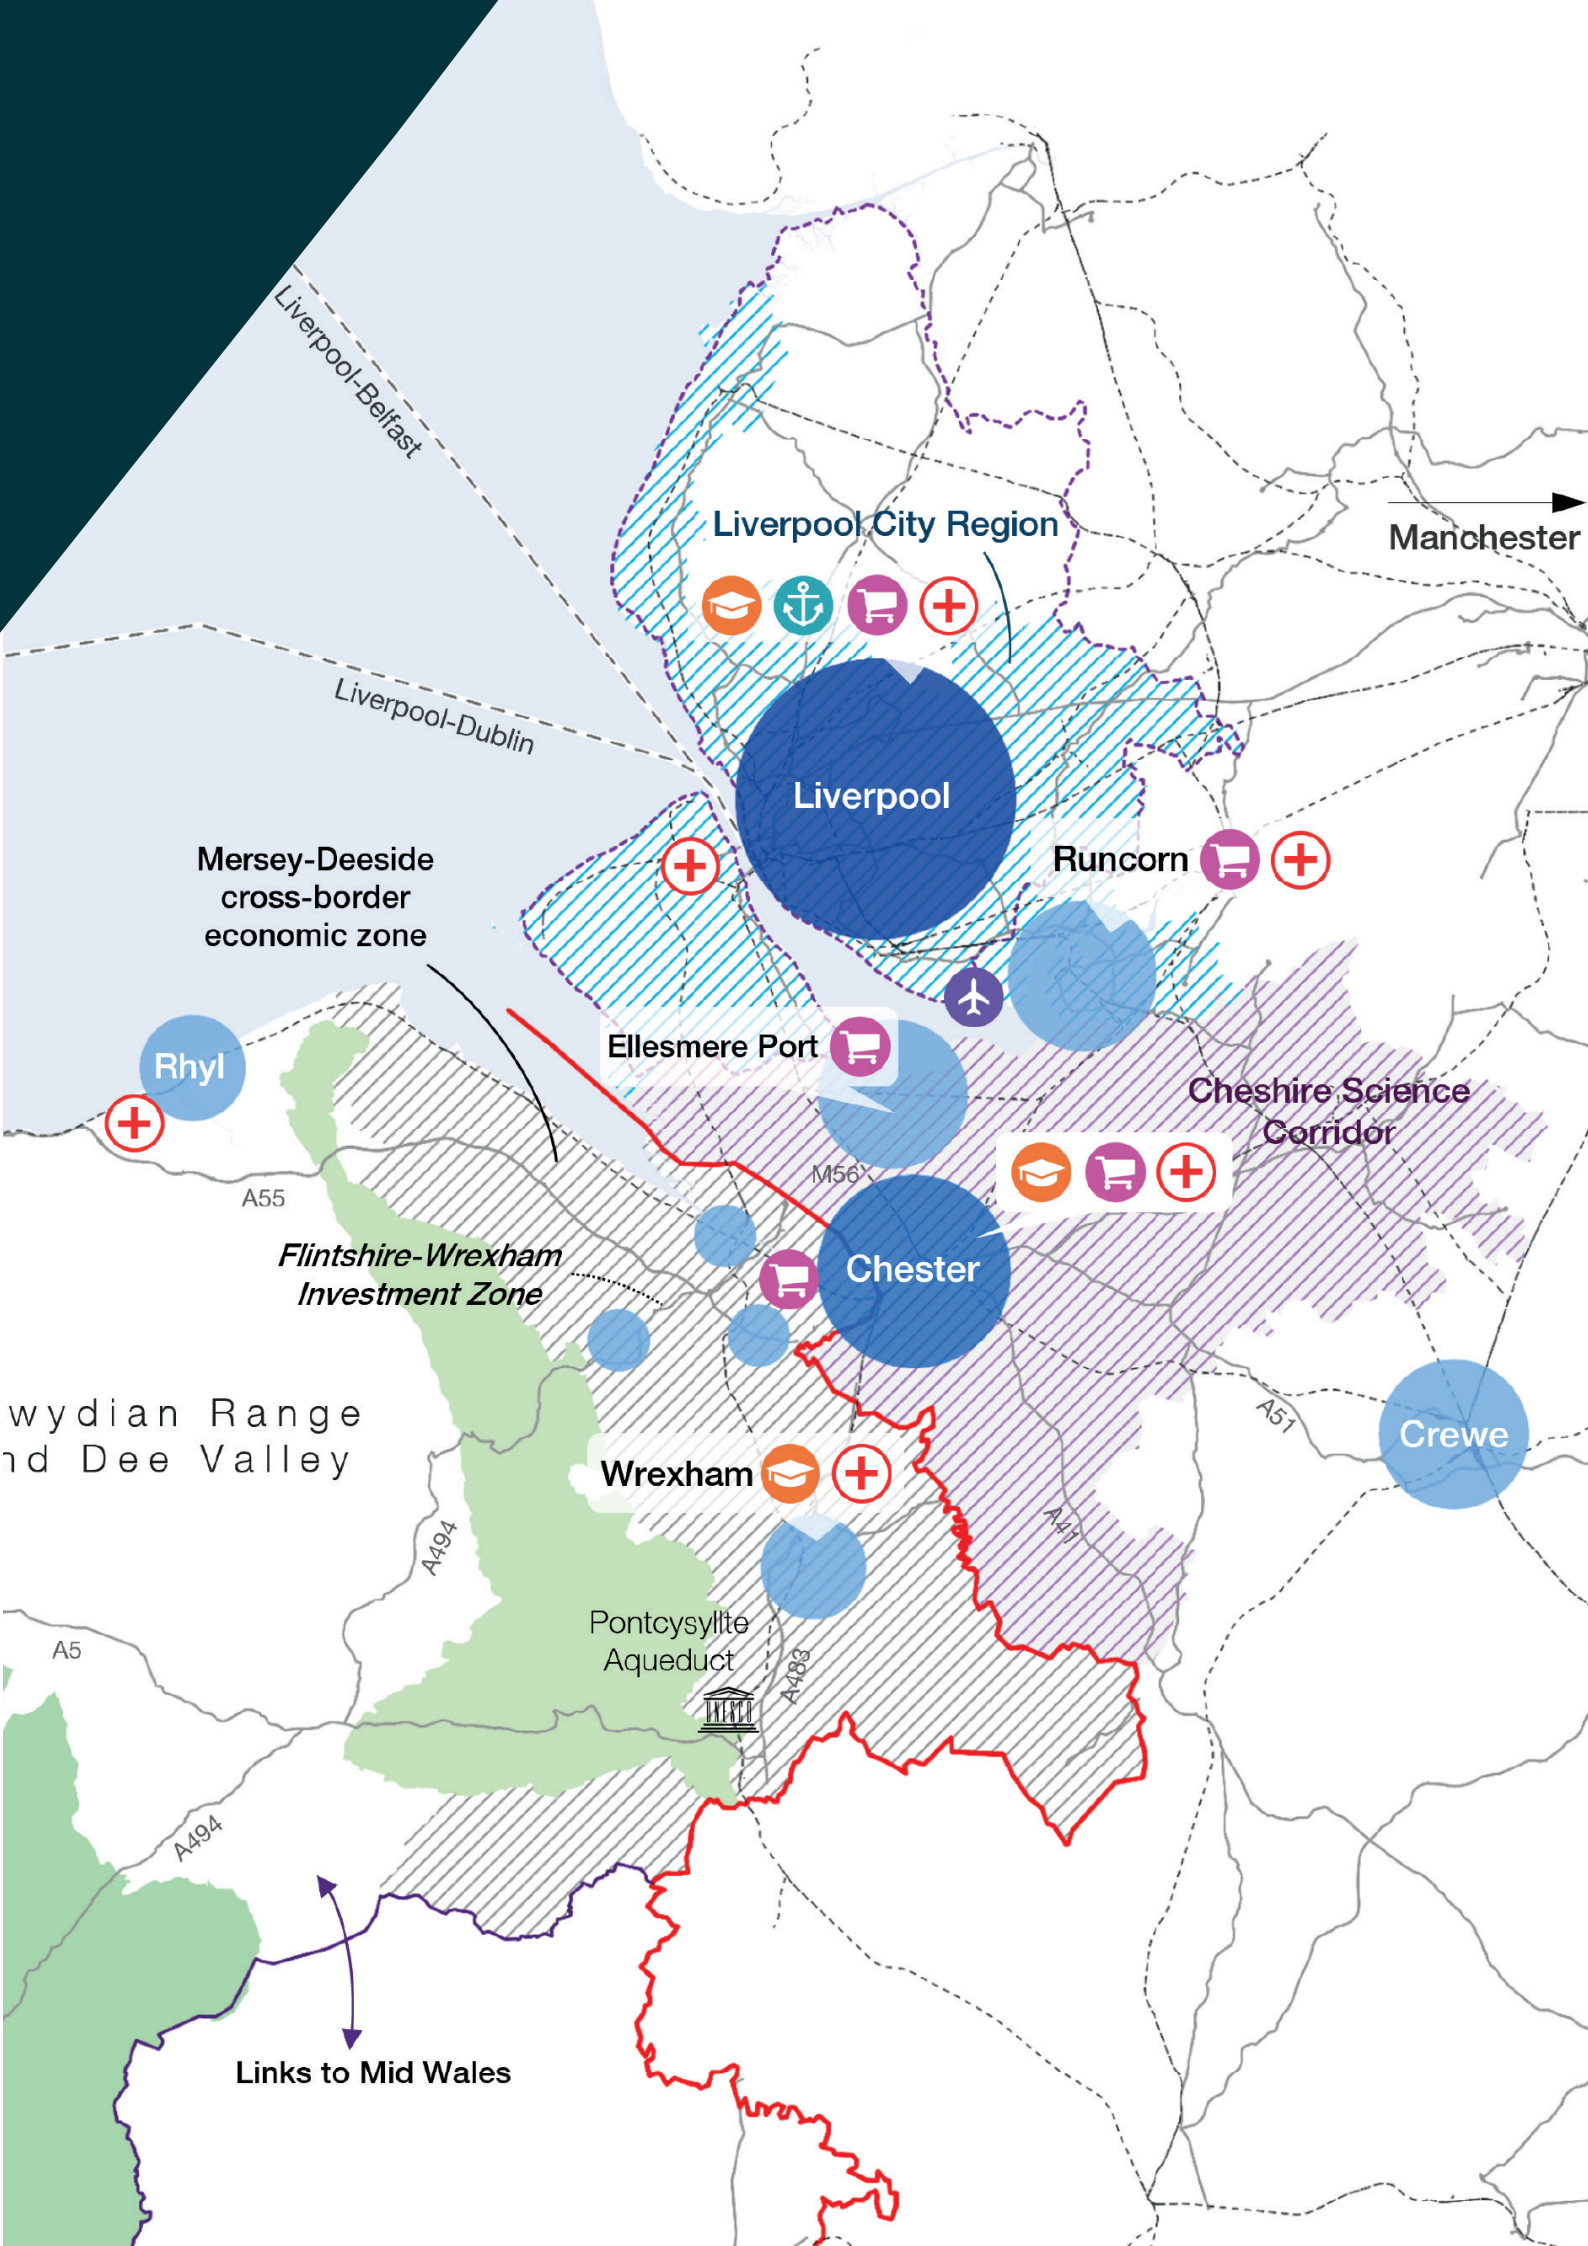 Liverpool-Belfast
Liverpool City Region
Manchester
Liverpool-Dublin
Liverpool
Mersey-Deeside
cross-border
economic zone
Runcorn
Ellesmere Port
Rhyl
Cheshire Science
Corridor
M56
A55
Flintshire-Wrexham
Investment Zone
Chester
wydian Range
nd Dee Valley
A51
Crewe
Wrexham
A494
A41
Pontcysyllte
Aqueduct
A5
A483
UNESCO
A494
Links to Mid Wales